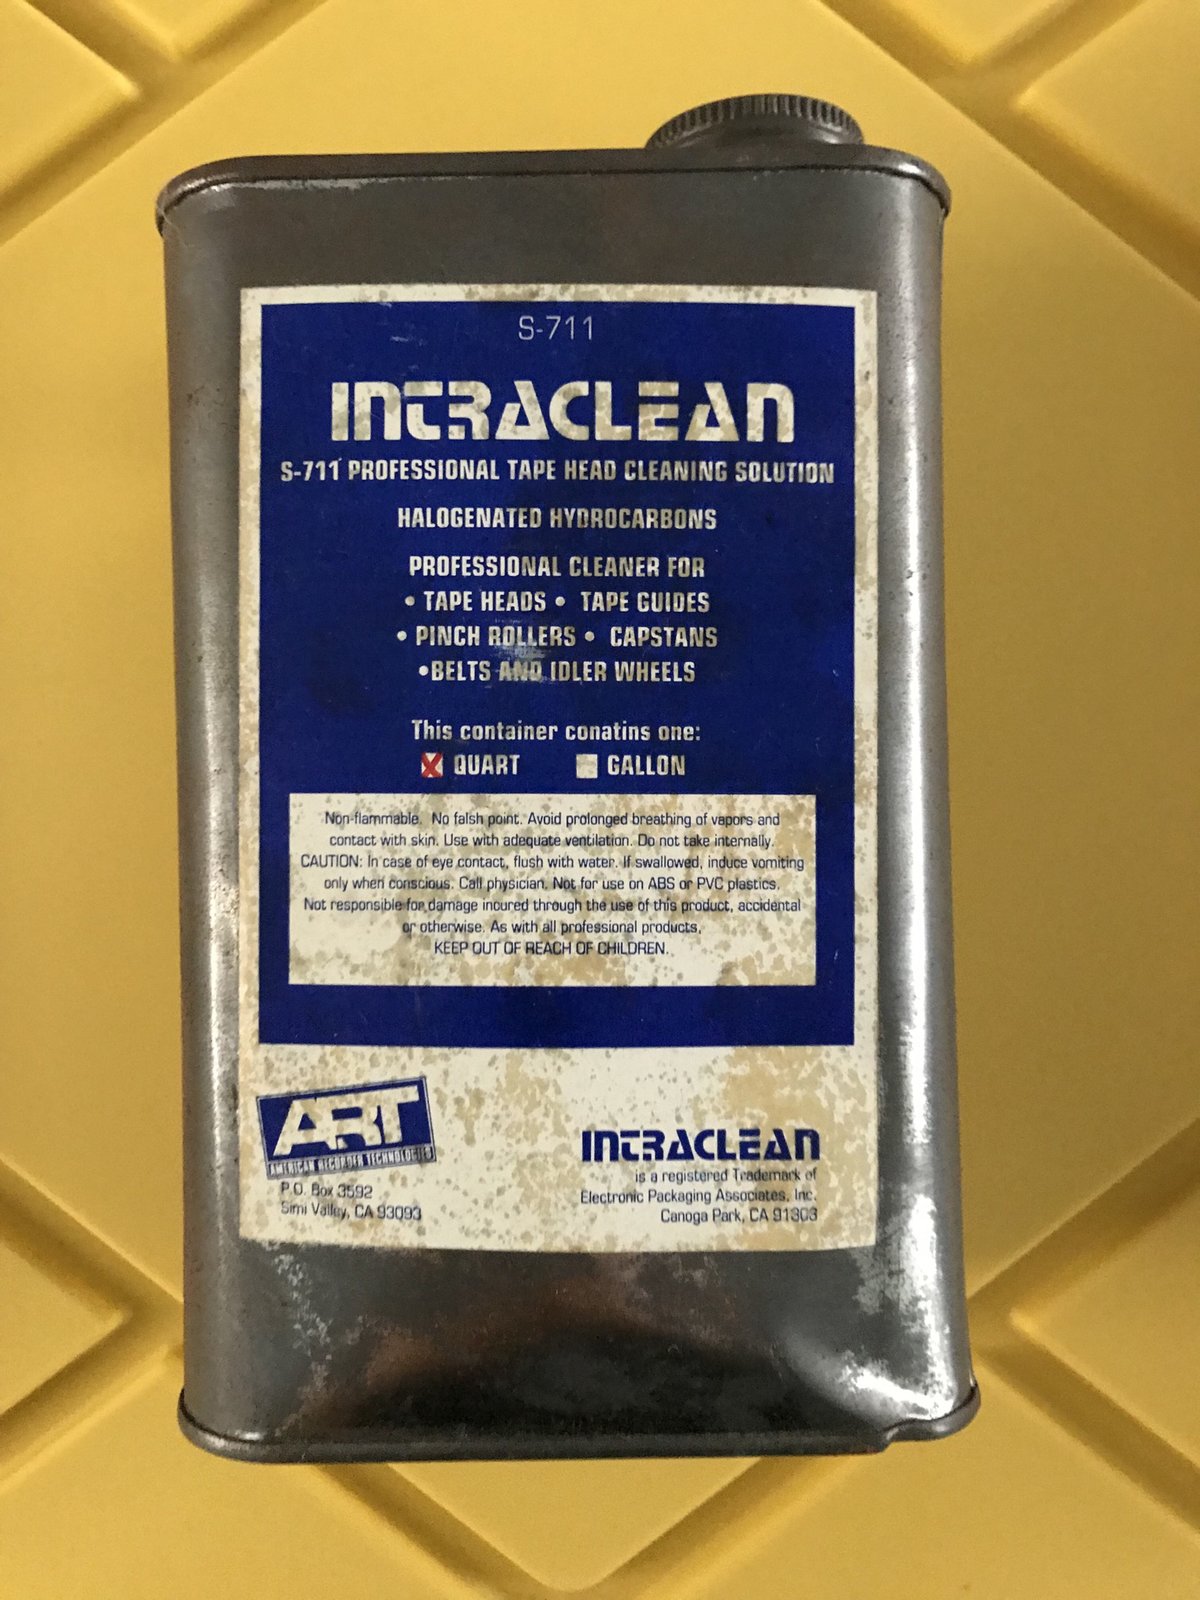 S-711
INTRACLEAN
S-711 PROFESSIONAL TAPE HEAD CLEANING SOLUTION
HALOGENATED HYDROCARBONS
PROFESSIONAL CLEANER FOR
• TAPE HEADS • TAPE GUIDES
• PINCH ROLLERS • CAPSTANS
•BELTS AND IDLER WHEELS
This container conatins one:
QUART GALLON
Non-flammable. No falsh point. Avoid prolonged breathing of vapors and
contact with skin. Use with adequate ventilation. Do not take internally.
CAUTION: In case of eye contact, flush with water. If swallowed, induce vomiting
only when conscious. Call physician. Not for use on ABS or PVC plastics.
Not responsible for damage incured through the use of this product, accidental
or otherwise. As with all professional products,
KEEP OUT OF REACH OF CHILDREN.
ART
AMERICAN RECORDER TECHNOLOGIES
P.O. Box 3592
Simi Valley, CA 93093
INTRACLEAN
is a registered Trademark of
Electronic Packaging Associates, Inc.
Canoga Park, CA 91303